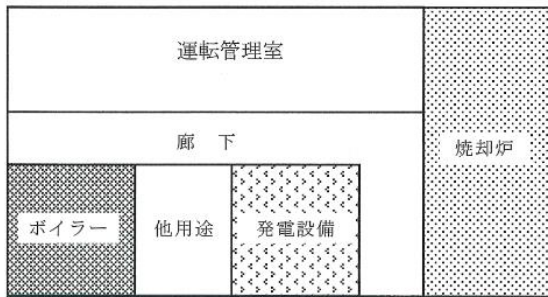 運転管理室
廊　下
焼却炉
ボイラー
他用途
発電設備